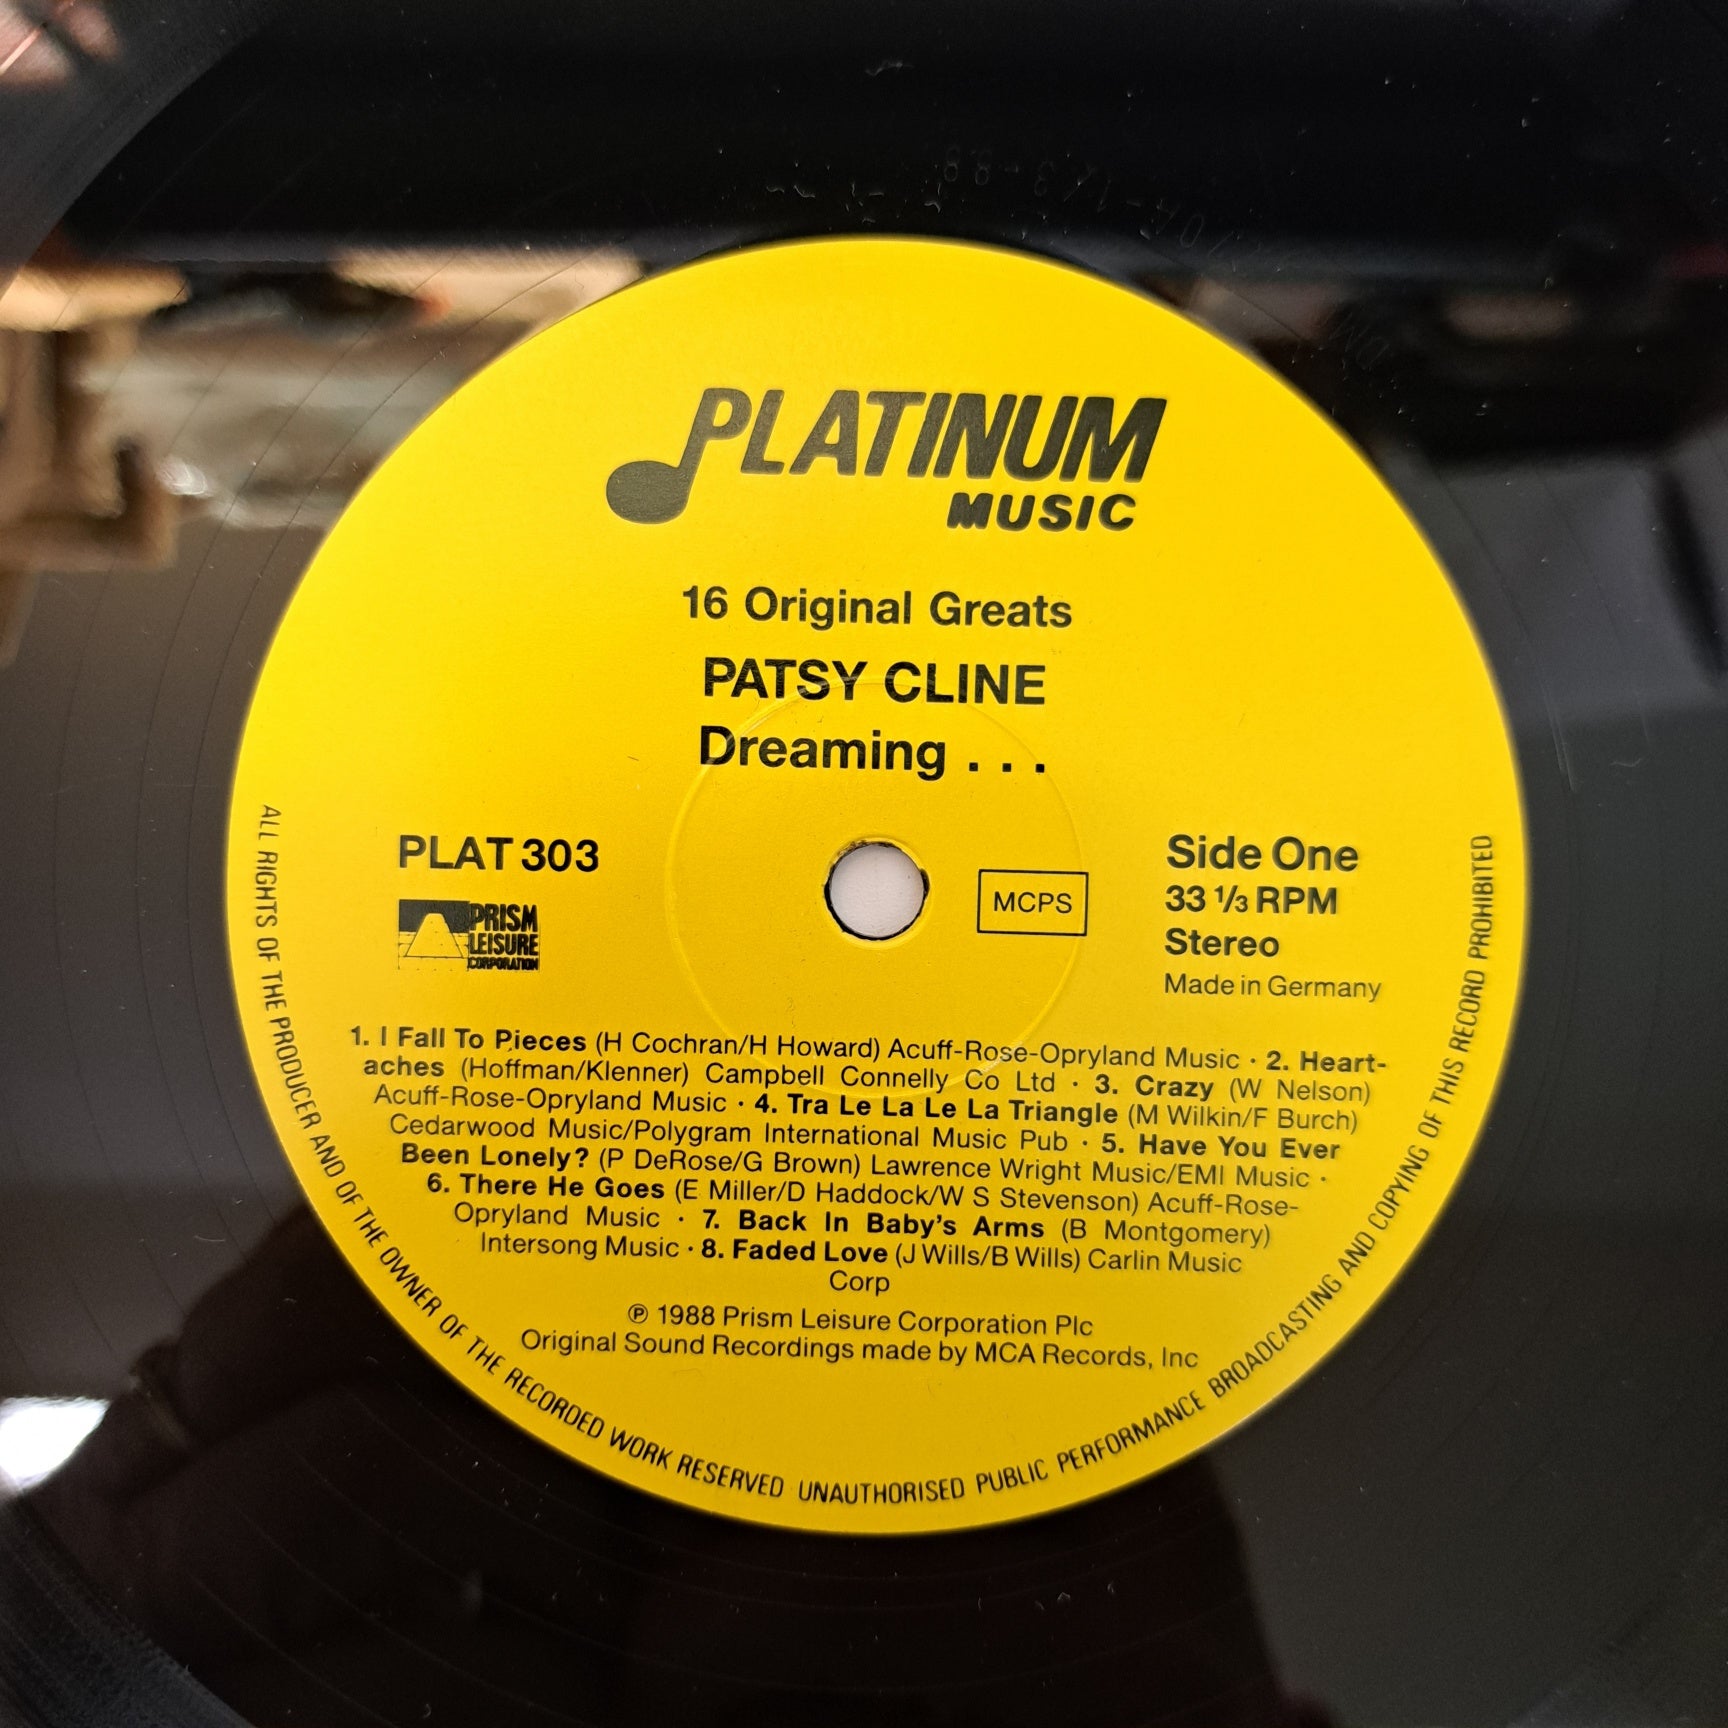 PLATINUM
MUSIC
16 Original Greats
PATSY CLINE
Dreaming . . .
PLAT 303
PRISM
LEISURE
CORPORATION
MCPS
Side One
33 ⅓ RPM
Stereo
Made in Germany
1. I Fall To Pieces (H Cochran/H Howard) Acuff-Rose-Opryland Music · 2. Heart-
aches (Hoffman/Klenner) Campbell Connelly Co Ltd · 3. Crazy (W Nelson)
Acuff-Rose-Opryland Music · 4. Tra Le La Le La Triangle (M Wilkin/F Burch)
Cedarwood Music/Polygram International Music Pub · 5. Have You Ever
Been Lonely? (P DeRose/G Brown) Lawrence Wright Music/EMI Music ·
6. There He Goes (E Miller/D Haddock/W S Stevenson) Acuff-Rose-
Opryland Music · 7. Back In Baby's Arms (B Montgomery)
Intersong Music · 8. Faded Love (J Wills/B Wills) Carlin Music
Corp
℗ 1988 Prism Leisure Corporation Plc
Original Sound Recordings made by MCA Records, Inc
ALL RIGHTS OF THE PRODUCER AND OF THE OWNER OF THE RECORDED WORK RESERVED UNAUTHORISED PUBLIC PERFORMANCE BROADCASTING AND COPYING OF THIS RECORD PROHIBITED